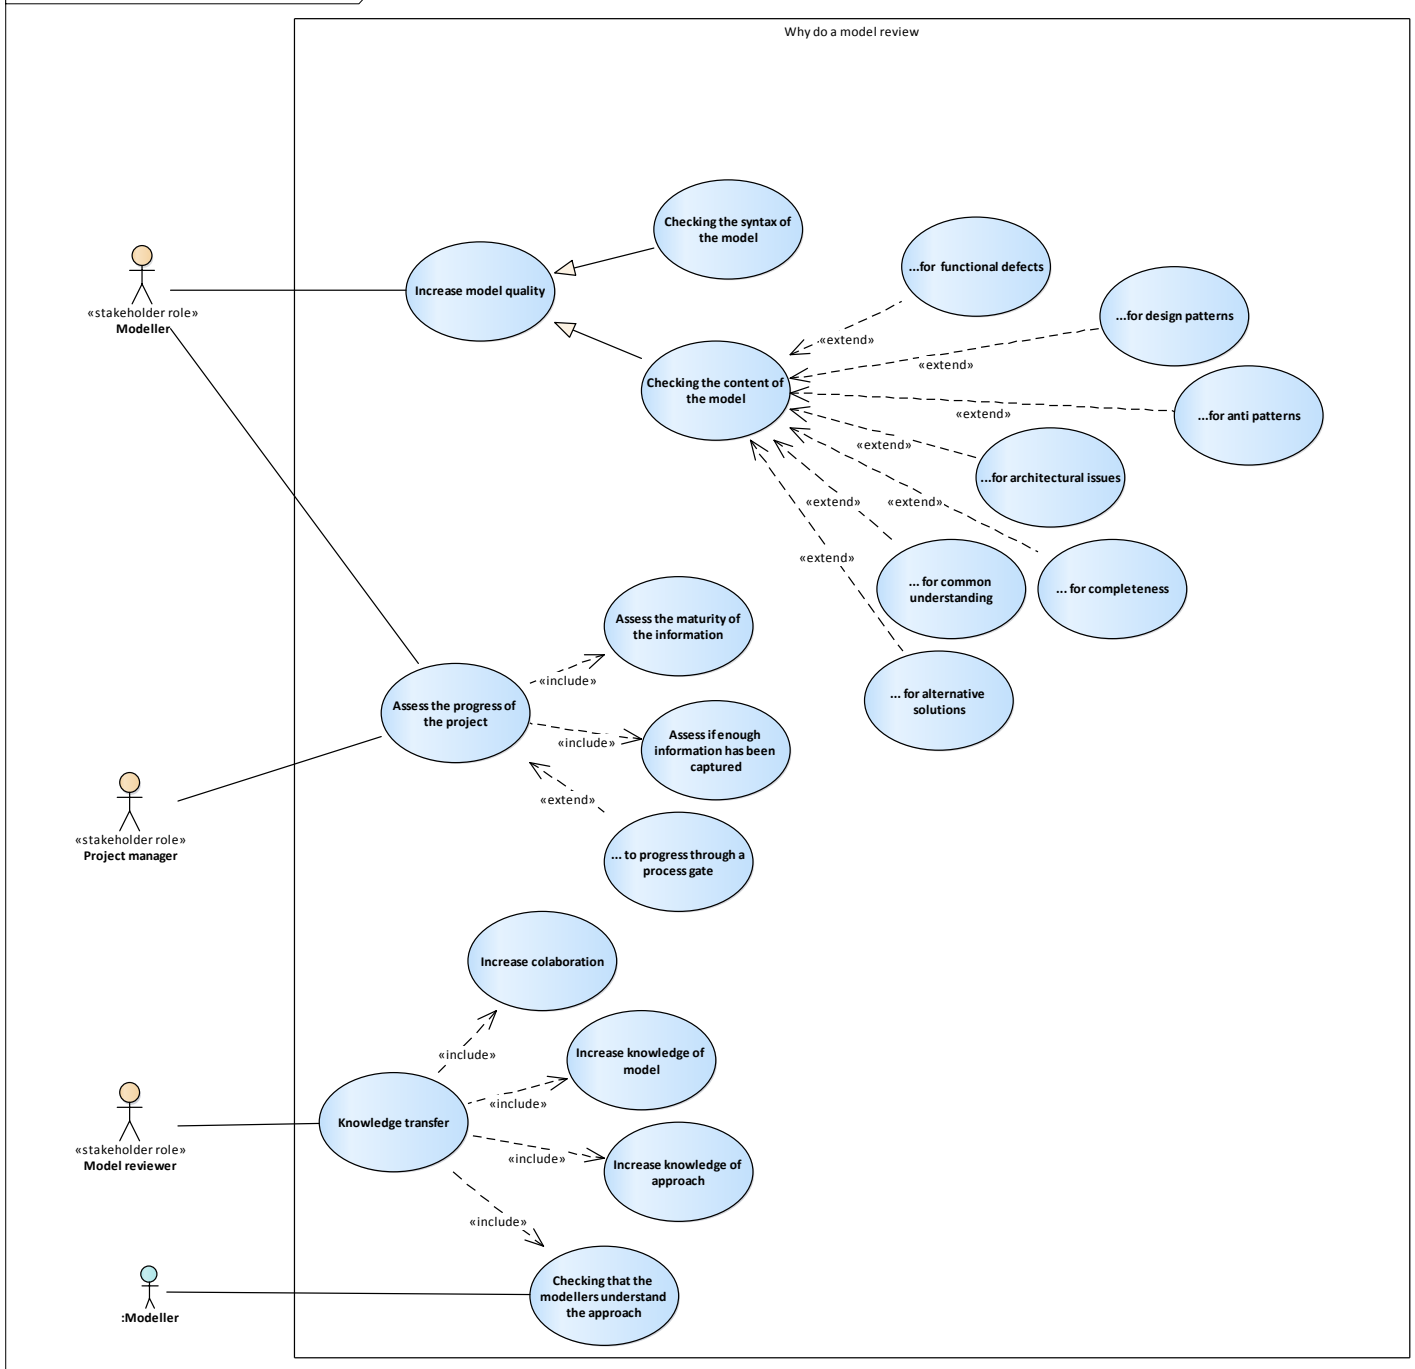 Why do a model review
Checking the syntax of
the model
...for  functional defects
Increase model quality
«stakeholder role»
Modeller
...for design patterns
«extend»
«extend»
Checking the content of
the model
«extend»
...for anti patterns
«extend»
...for architectural issues
«extend»
«extend»
«extend»
... for common
understanding
... for completeness
Assess the maturity of
the information
«include»
... for alternative
solutions
Assess the progress of
the project
Assess if enough
information has been
captured
«include»
«extend»
«stakeholder role»
Project manager
... to progress through a
process gate
Increase colaboration
«include»
Increase knowledge of
model
«include»
Knowledge transfer
«stakeholder role»
Model reviewer
«include»
Increase knowledge of
approach
«include»
Checking that the
modellers understand
the approach
:Modeller